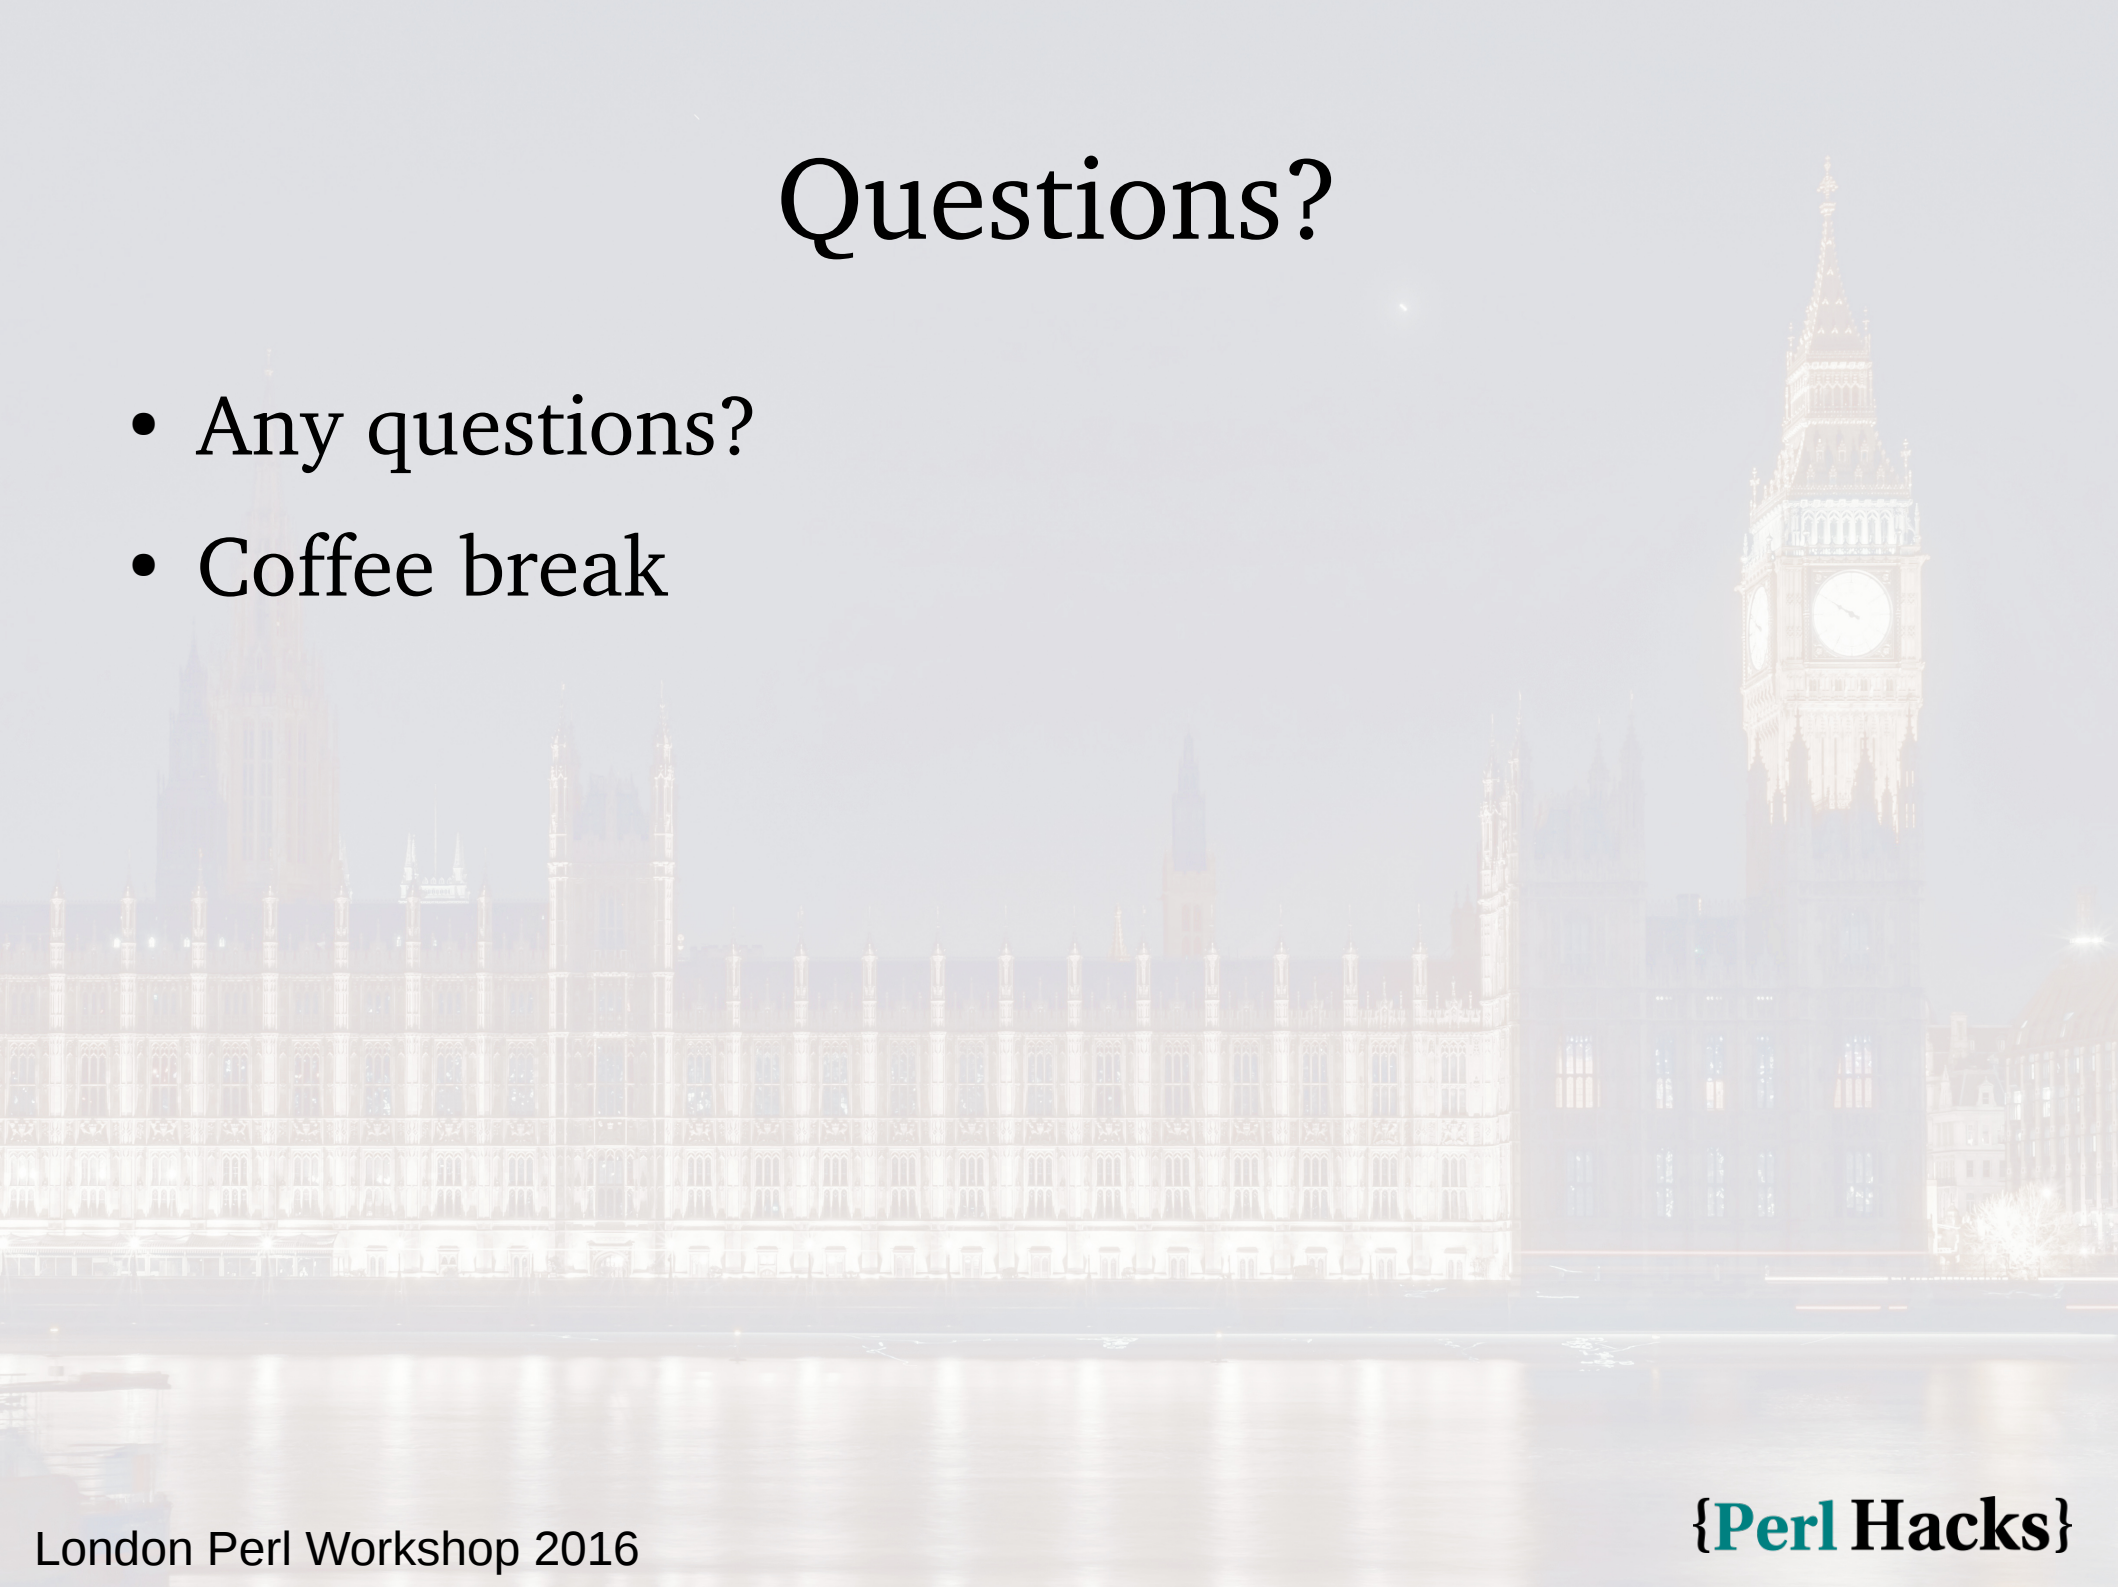 Questions?
• Any questions?
• Coffee break
London Perl Workshop 2016
{Perl Hacks}